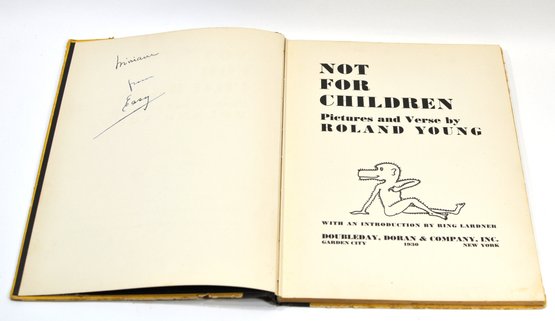 from
Easy
NOT
FOR
CHILDREN
Pictures and Verse by
ROLAND YOUNG
WITH AN INTRODUCTION BY RING LARDNER
DOUBLEDAY, DORAN & COMPANY, INC.
GARDEN CITY 1930 NEW YORK